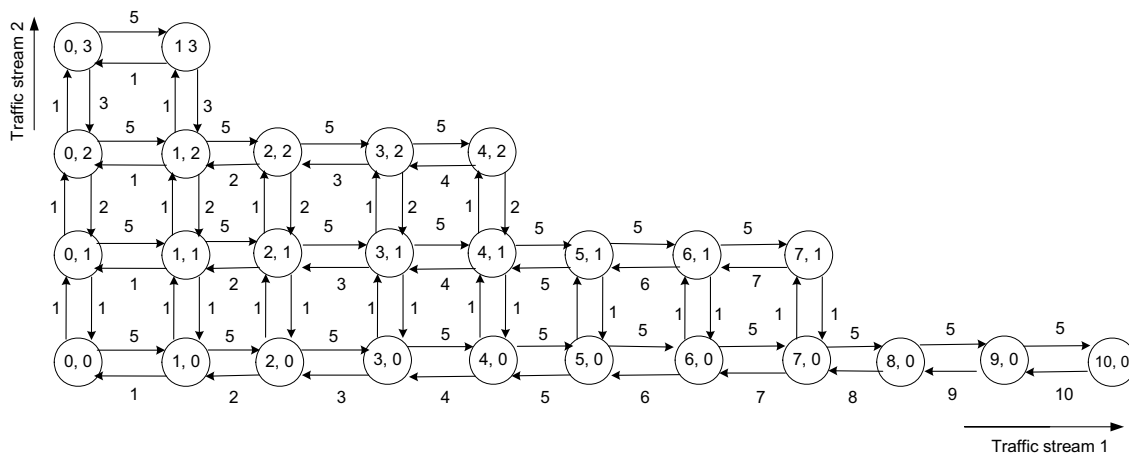 Traffic stream 2
5
0, 3
1 3
1
1 3 1 3
5 5 5 5
0, 2
1, 2
2, 2
3, 2
4, 2
1 2 3 4
1 2 1 2 1 2 1 2 1 2
5 5 5 5 5 5 5
0, 1
1, 1
2, 1
3, 1
4, 1
5, 1
6, 1
7, 1
1 2 3 4 5 6 7
1 1 1 1 1 1 1 1 1 1 1 1 1 1
5 5 5 5 5 5 5 5 5 5
0, 0
1, 0
2, 0
3, 0
4, 0
5, 0
6, 0
7, 0
8, 0
9, 0
10, 0
1 2 3 4 5 6 7 8 9 10
Traffic stream 1